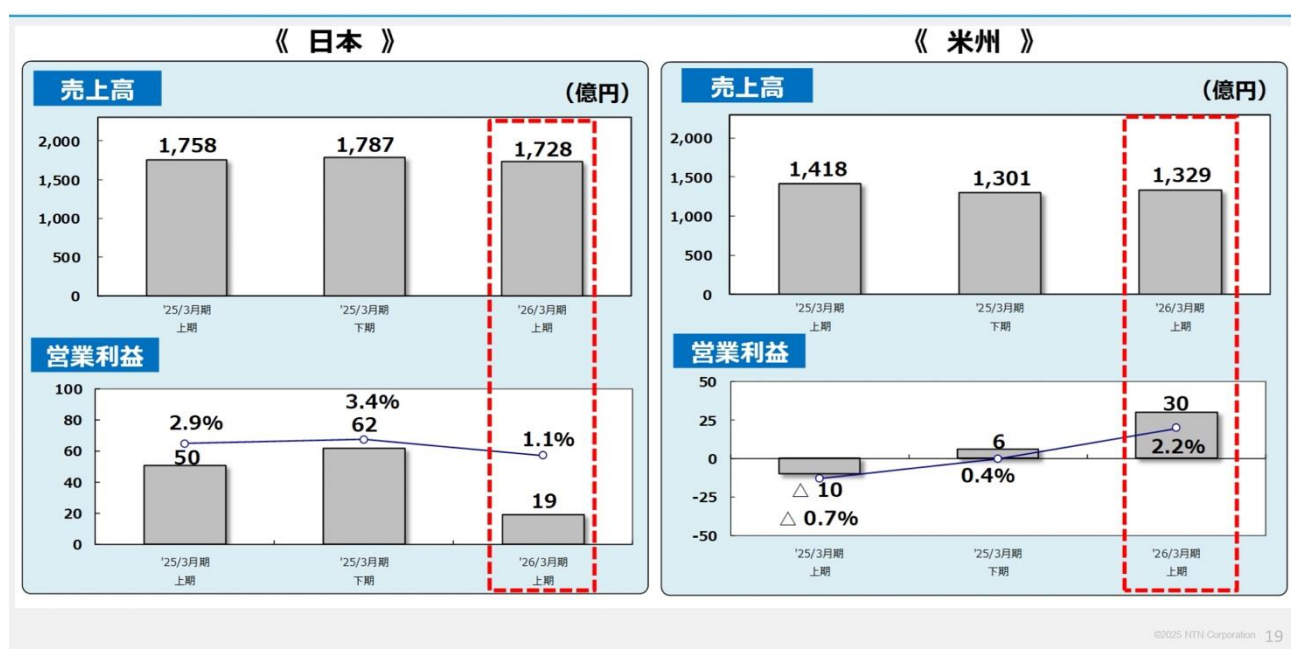 《 日本 》
売上高
（億円）
2,000
1,500
1,000
500
0
1,758
1,787
1,728
'25/3月期
上期
'25/3月期
下期
'26/3月期
上期
営業利益
100
80
60
40
20
0
2.9%
50
3.4%
62
1.1%
19
'25/3月期
上期
'25/3月期
下期
'26/3月期
上期
《 米州 》
売上高
（億円）
2,000
1,500
1,000
500
0
1,418
1,301
1,329
'25/3月期
上期
'25/3月期
下期
'26/3月期
上期
営業利益
50
25
0
-25
-50
△ 10
△ 0.7%
6
0.4%
30
2.2%
'25/3月期
上期
'25/3月期
下期
'26/3月期
上期
©2025 NTN Corporation 19